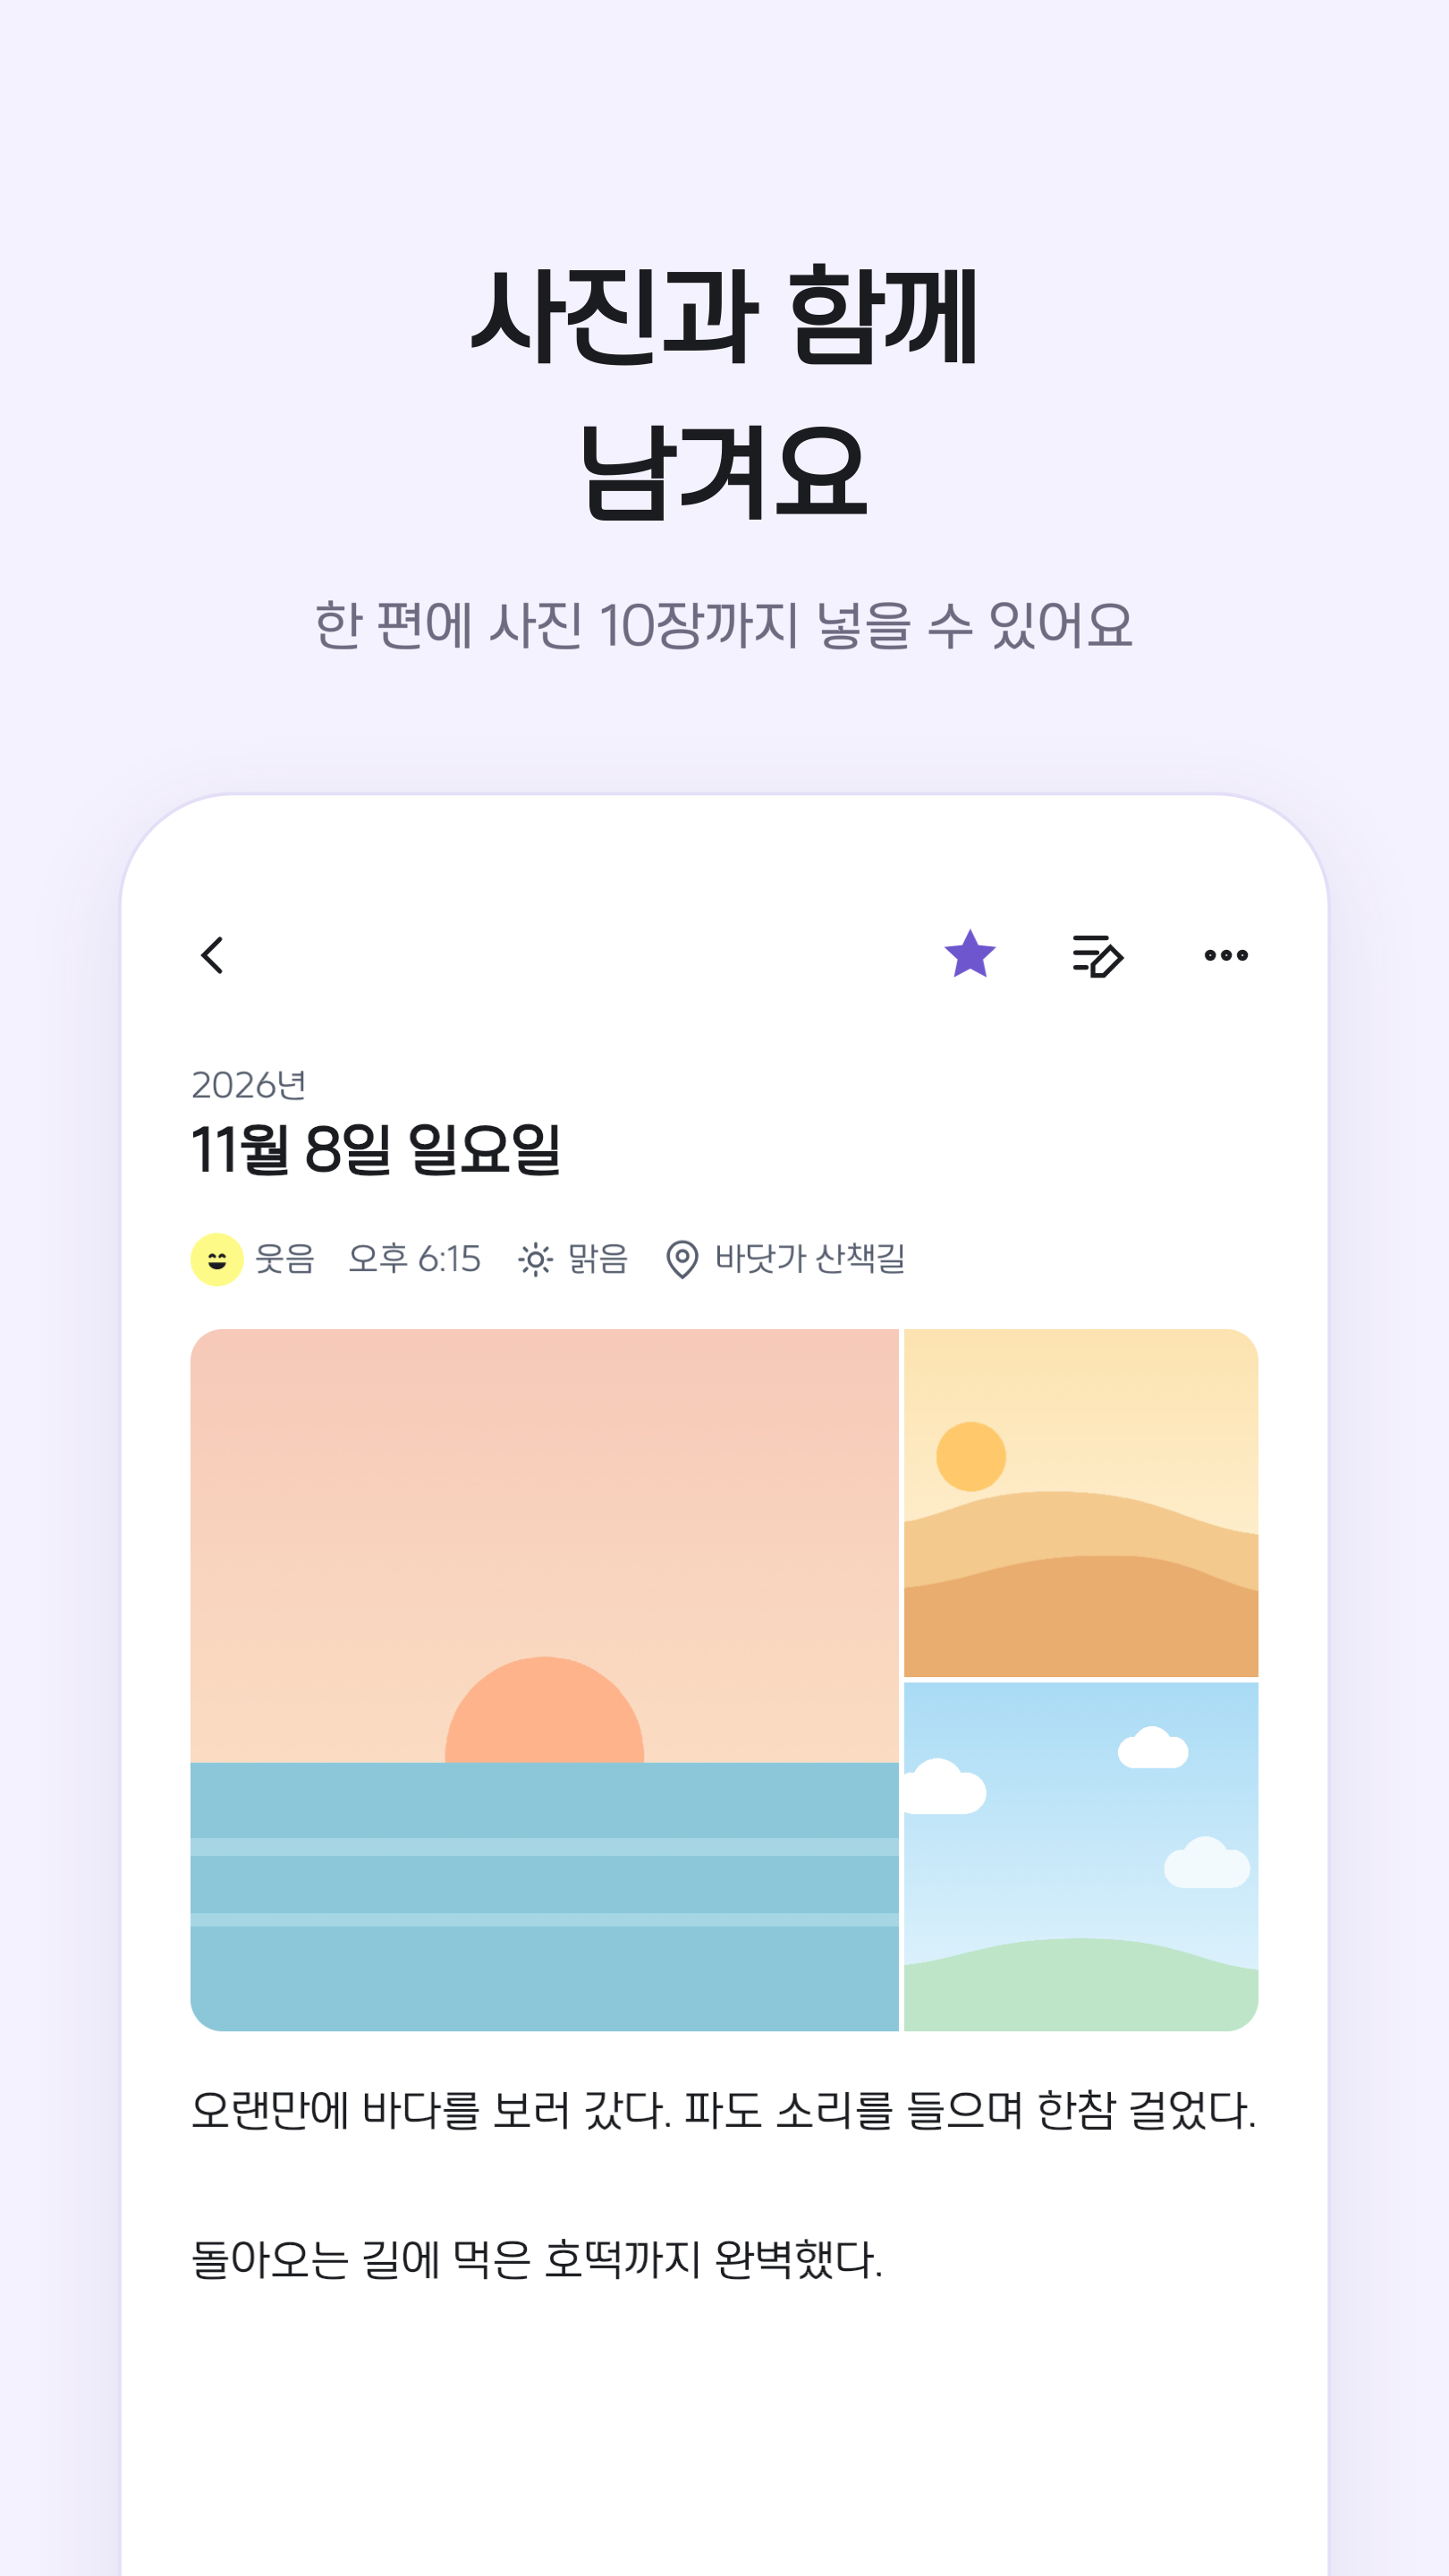 사진과 함께
남겨요
한 편에 사진 10장까지 넣을 수 있어요
2026년
11월 8일 일요일
웃음 오후 6:15 맑음 바닷가 산책길
오랜만에 바다를 보러 갔다. 파도 소리를 들으며 한참 걸었다.
돌아오는 길에 먹은 호떡까지 완벽했다.